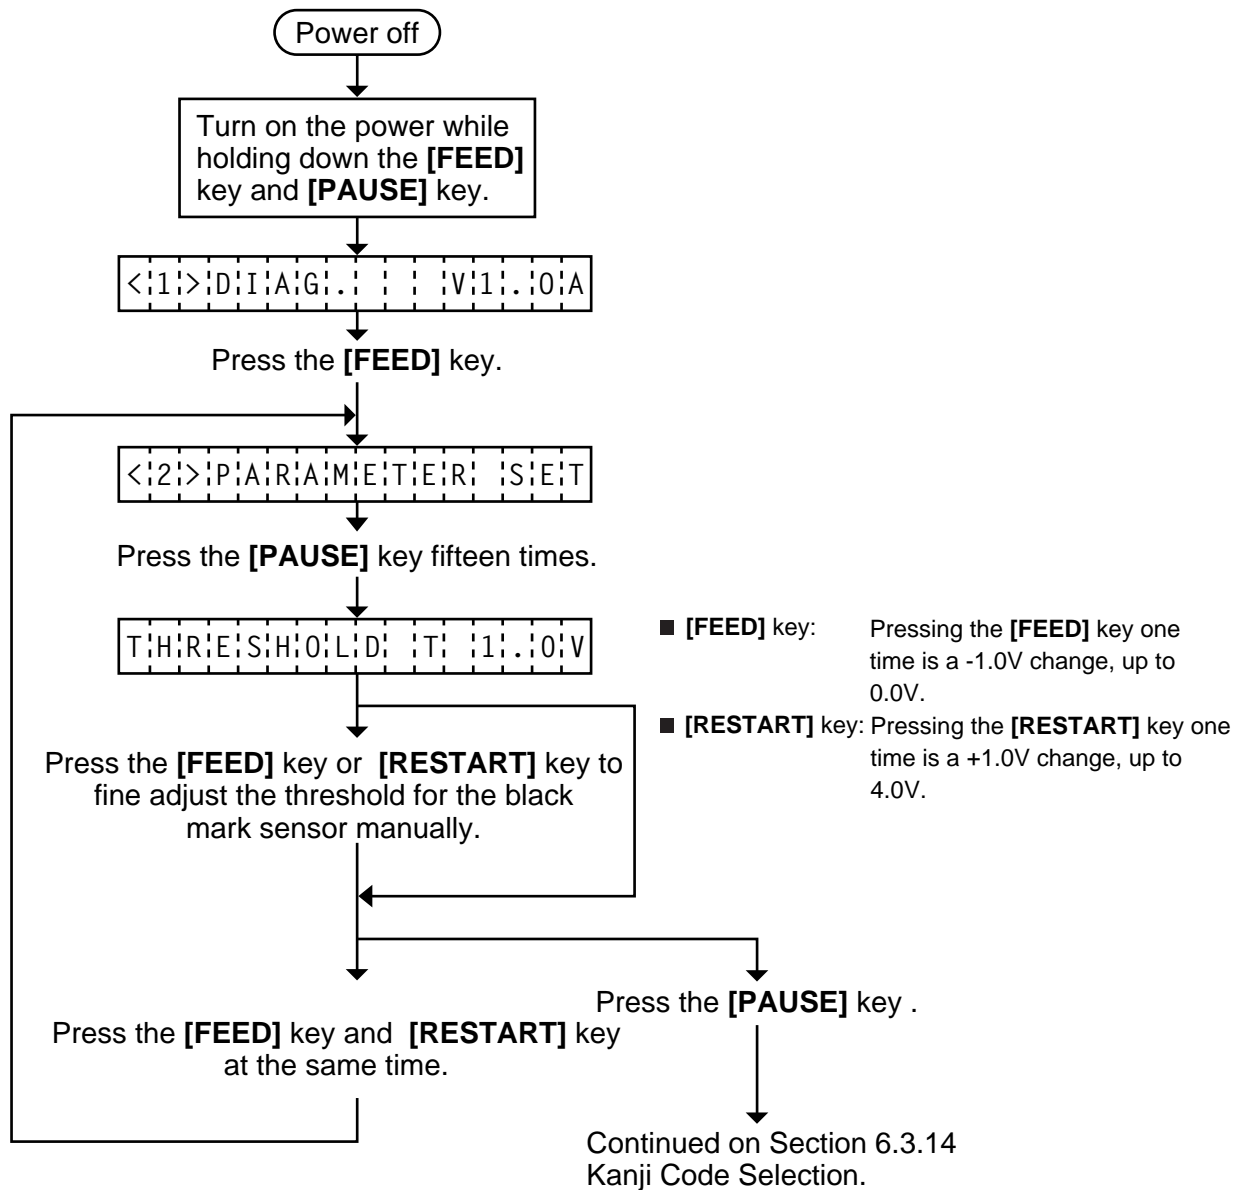 Power off
Turn on the power while
holding down the [FEED]
key and [PAUSE] key.
<1>DIAG.   V1.0A
Press the [FEED] key.
<2>PARAMETER SET
Press the [PAUSE] key fifteen times.
THRESHOLD T 1.0V
■ [FEED] key: Pressing the [FEED] key one
time is a -1.0V change, up to
0.0V.
■ [RESTART] key: Pressing the [RESTART] key one
time is a +1.0V change, up to
4.0V.
Press the [FEED] key or [RESTART] key to
fine adjust the threshold for the black
mark sensor manually.
Press the [PAUSE] key .
Press the [FEED] key and [RESTART] key
at the same time.
Continued on Section 6.3.14
Kanji Code Selection.